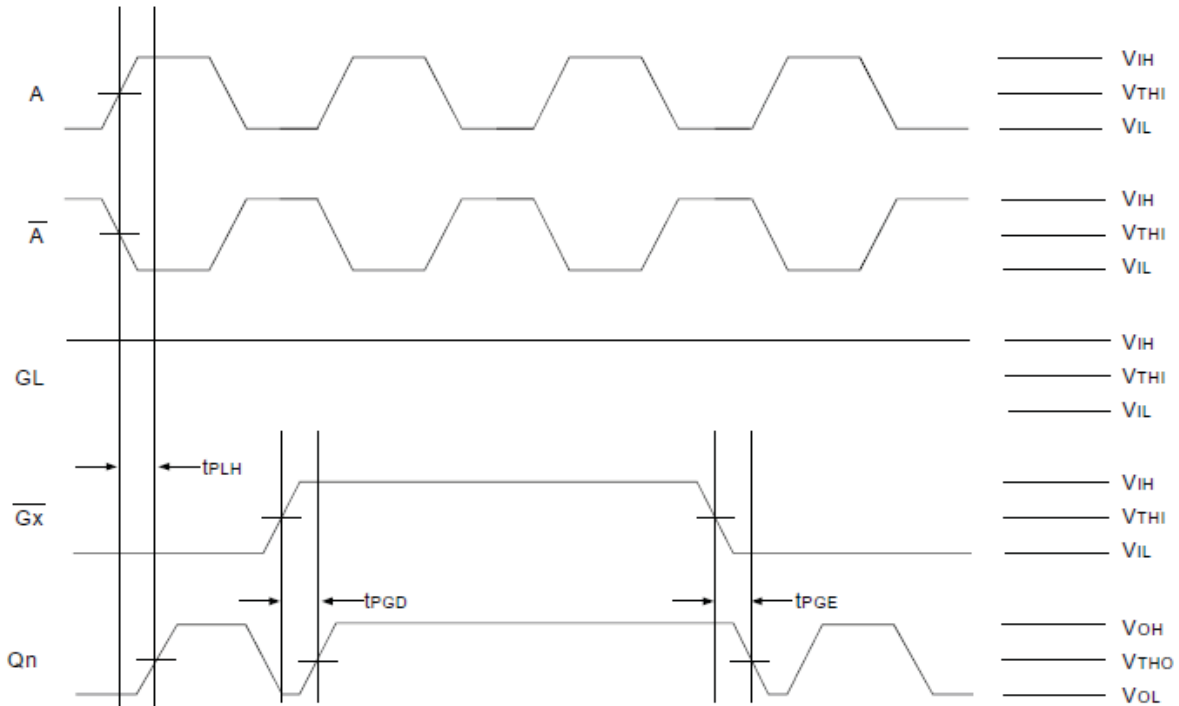 A
VIH
VTHI
VIL
A
VIH
VTHI
VIL
GL
VIH
VTHI
VIL
tPLH
Gx
VIH
VTHI
VIL
tPGD
tPGE
Qn
VOH
VTHO
VOL